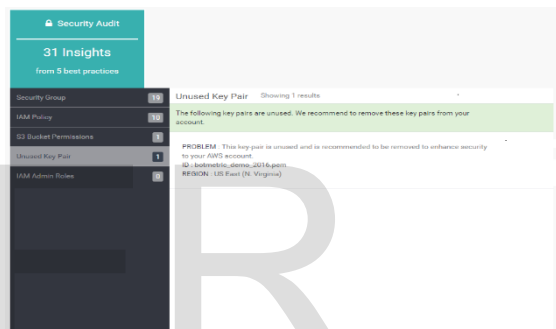 Security Audit
31 Insights
from 5 best practices
Security Group 19
IAM Policy 10
S3 Bucket Permissions 1
Unused Key Pair 1
IAM Admin Roles 0
Unused Key Pair Showing 1 results
The following key pairs are unused. We recommend to remove these key pairs from your
account.
PROBLEM : This key-pair is unused and is recommended to be removed to enhance security
to your AWS account.
ID : botmetric_demo_2016.pem
REGION : US East (N. Virginia)
R